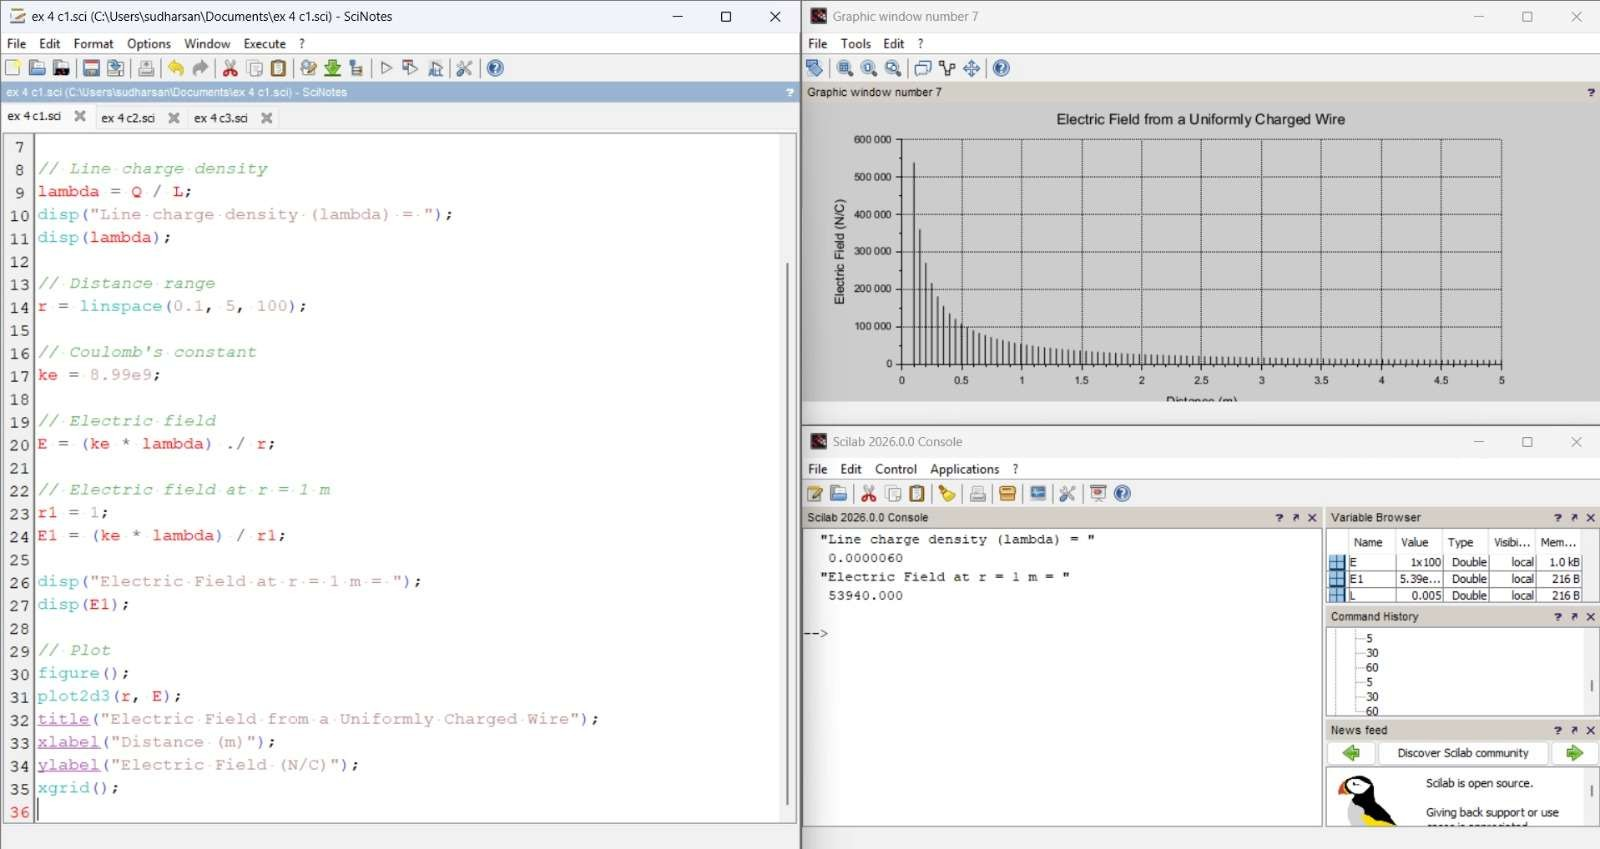 ex 4 c1.sci (C:\Users\sudharsan\Documents\ex 4 c1.sci) - SciNotes
File Edit Format Options Window Execute ?
ex 4 c1.sci (C:\Users\sudharsan\Documents\ex 4 c1.sci) - SciNotes ?
ex 4 c1.sci ex 4 c2.sci ex 4 c3.sci
7
8 // Line charge density
9 lambda = Q / L;
10 disp("Line charge density (lambda) = ");
11 disp(lambda);
12
13 // Distance range
14 r = linspace(0.1, 5, 100);
15
16 // Coulomb's constant
17 ke = 8.99e9;
18
19 // Electric field
20 E = (ke * lambda) ./ r;
21
22 // Electric field at r = 1 m
23 r1 = 1;
24 E1 = (ke * lambda) / r1;
25
26 disp("Electric Field at r = 1 m = ");
27 disp(E1);
28
29 // Plot
30 figure();
31 plot2d3(r, E);
32 title("Electric Field from a Uniformly Charged Wire");
33 xlabel("Distance (m)");
34 ylabel("Electric Field (N/C)");
35 xgrid();
36
Graphic window number 7
File Tools Edit ?
Graphic window number 7 ?
Electric Field from a Uniformly Charged Wire
Electric Field (N/C)
600 000
500 000
400 000
300 000
200 000
100 000
0
0 0.5 1 1.5 2 2.5 3 3.5 4 4.5 5
Distance (m)
Scilab 2026.0.0 Console
File Edit Control Applications ?
Scilab 2026.0.0 Console ?
"Line charge density (lambda) = "
0.0000060
"Electric Field at r = 1 m = "
53940.000
-->
Variable Browser ?
Name Value Type Visibi... Mem...
E 1x100 Double local 1.0 kB
E1 5.39e... Double local 216 B
L 0.005 Double local 216 B
Command History ?
5
30
60
5
30
60
News feed ?
Discover Scilab community
Scilab is open source.
Giving back support or use